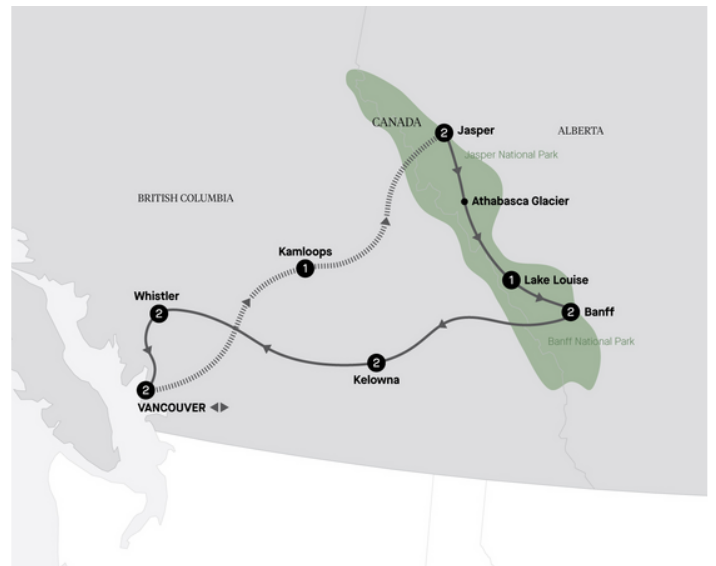 CANADA
2 Jasper
ALBERTA
Jasper National Park
BRITISH COLUMBIA
Athabasca Glacier
Kamloops
1
1 Lake Louise
Whistler
2
2 Banff
Banff National Park
2
Kelowna
2
VANCOUVER